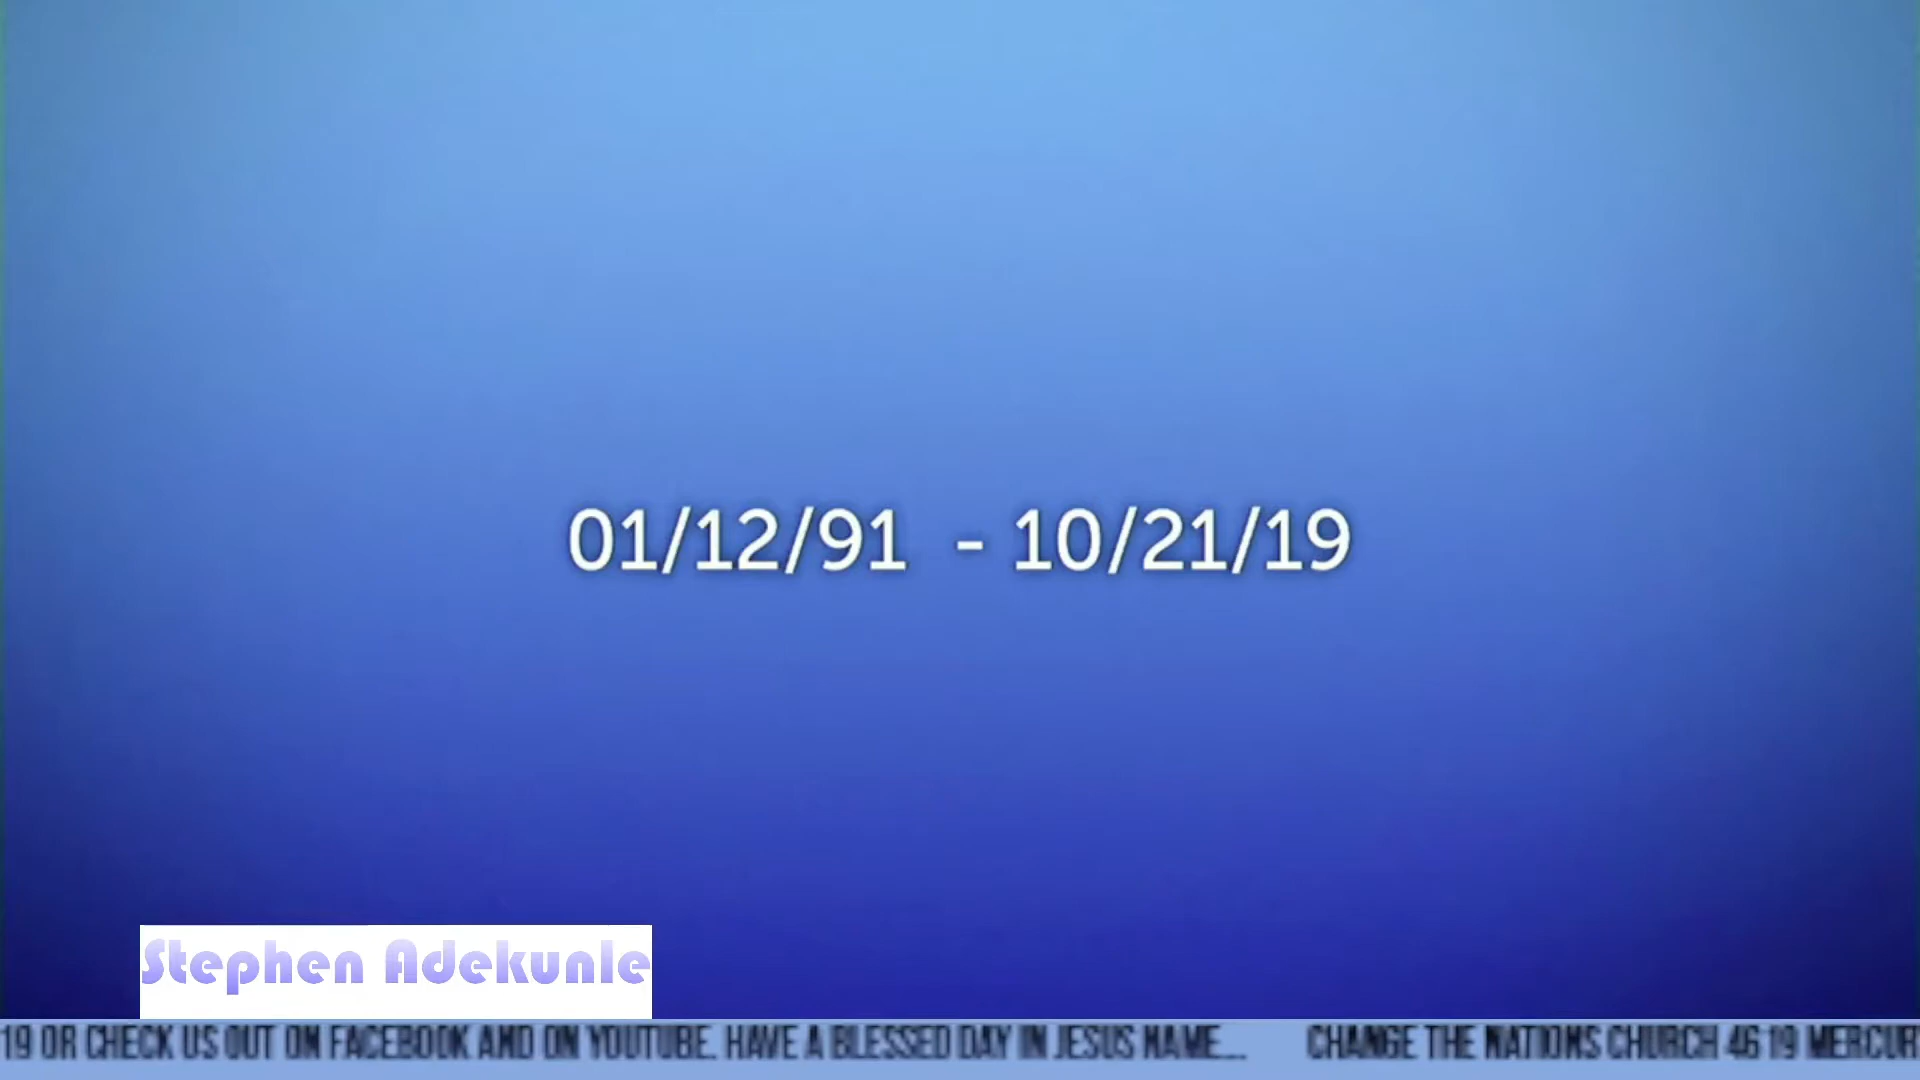 01/12/91 - 10/21/19
Stephen Adekunle
19 OR CHECK US OUT ON FACEBOOK AND ON YOUTUBE. HAVE A BLESSED DAY IN JESUS NAME... CHANGE THE NATIONS CHURCH 4619 MERCUR